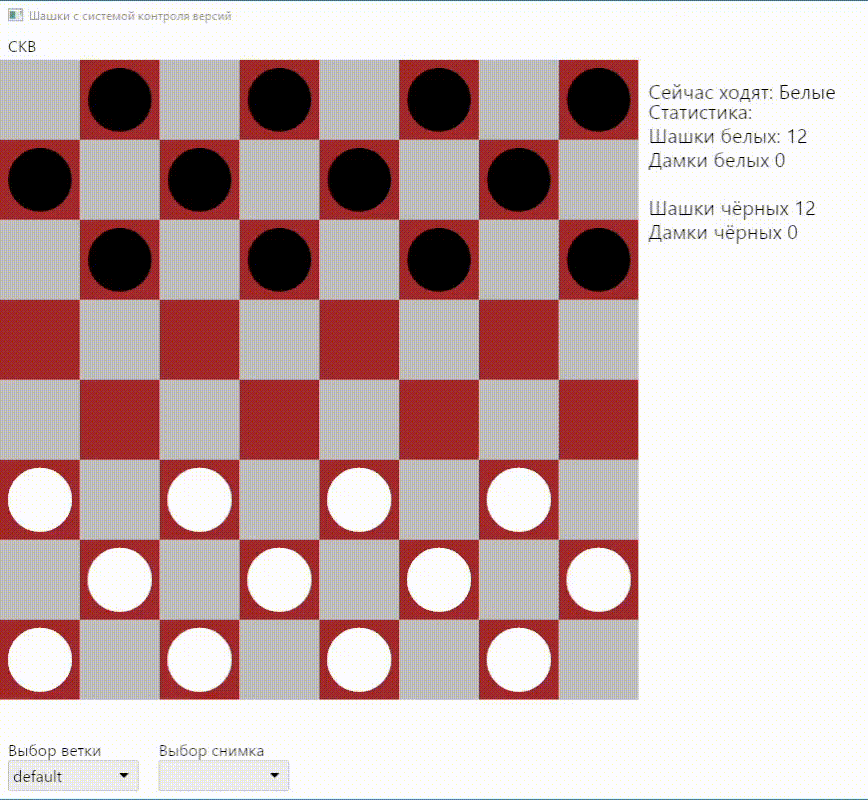 Шашки с системой контроля версий
СКВ
Сейчас ходят: Белые
Статистика:
Шашки белых: 12
Дамки белых 0
Шашки чёрных 12
Дамки чёрных 0
Выбор ветки
Выбор снимка
default